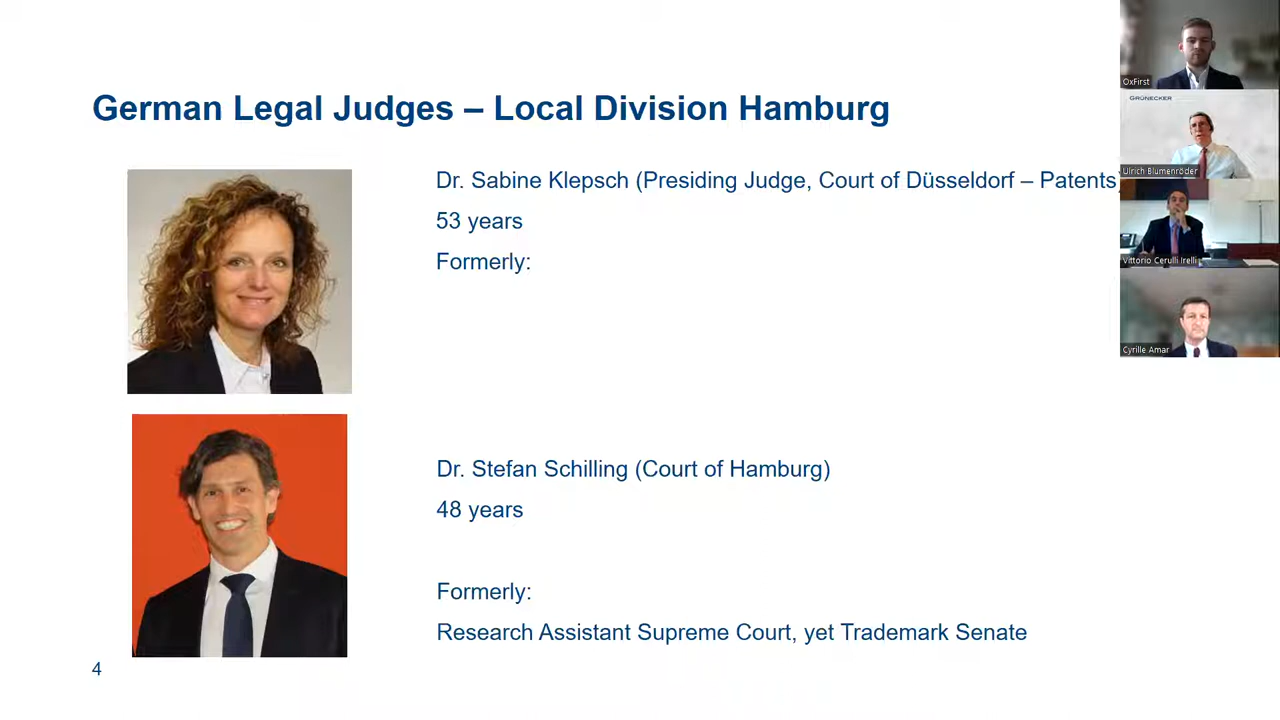 German Legal Judges – Local Division Hamburg
Dr. Sabine Klepsch (Presiding Judge, Court of Düsseldorf – Patents)
53 years
Formerly:
Dr. Stefan Schilling (Court of Hamburg)
48 years
Formerly:
Research Assistant Supreme Court, yet Trademark Senate
4
OxFirst
GRÜNECKER
Ulrich Blumenröder
Vittorio Cerulli Irelli
Cyrille Amar